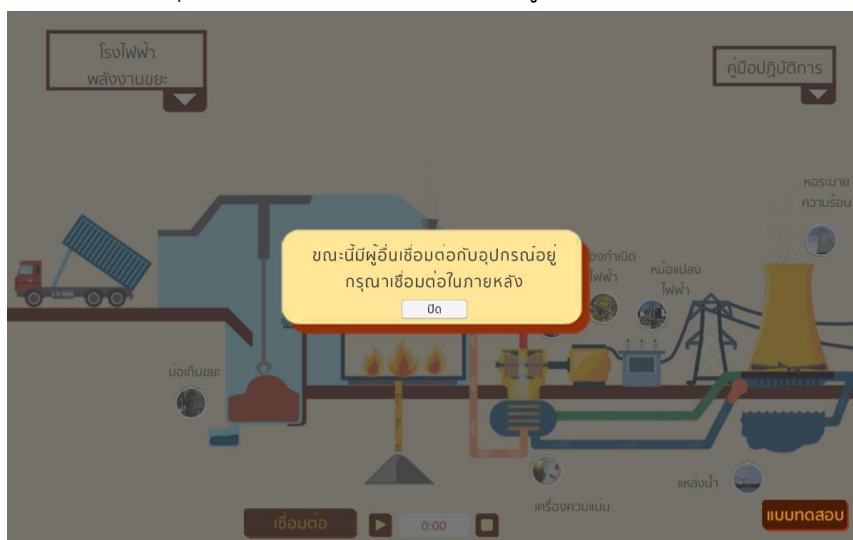 โรงไฟฟ้า
พลังงานขยะ
คู่มือปฏิบัติการ
หอระบาย
ความร้อน
ขณะนี้มีผู้อื่นเชื่อมต่อกับอุปกรณ์อยู่
กรุณาเชื่อมต่อในภายหลัง
ปิด
ไฟฟ้า
หม้อแปลง
ไฟฟ้า
บ่อเก็บขยะ
แหล่งน้ำ
เครื่องควบแน่น
เชื่อมต่อ
0:00
แบบทดสอบ